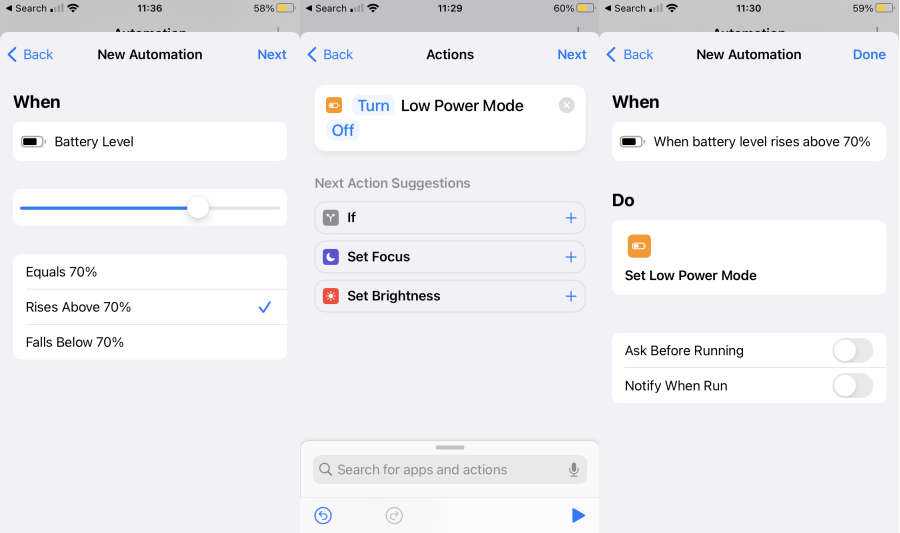 Search
11:36
58%
Back
New Automation
Next
When
Battery Level
Equals 70%
Rises Above 70%
Falls Below 70%
Search
11:29
60%
Back
Actions
Next
Turn Low Power Mode
Off
Next Action Suggestions
If
Set Focus
Set Brightness
Search for apps and actions
Search
11:30
59%
Back
New Automation
Done
When
When battery level rises above 70%
Do
Set Low Power Mode
Ask Before Running
Notify When Run